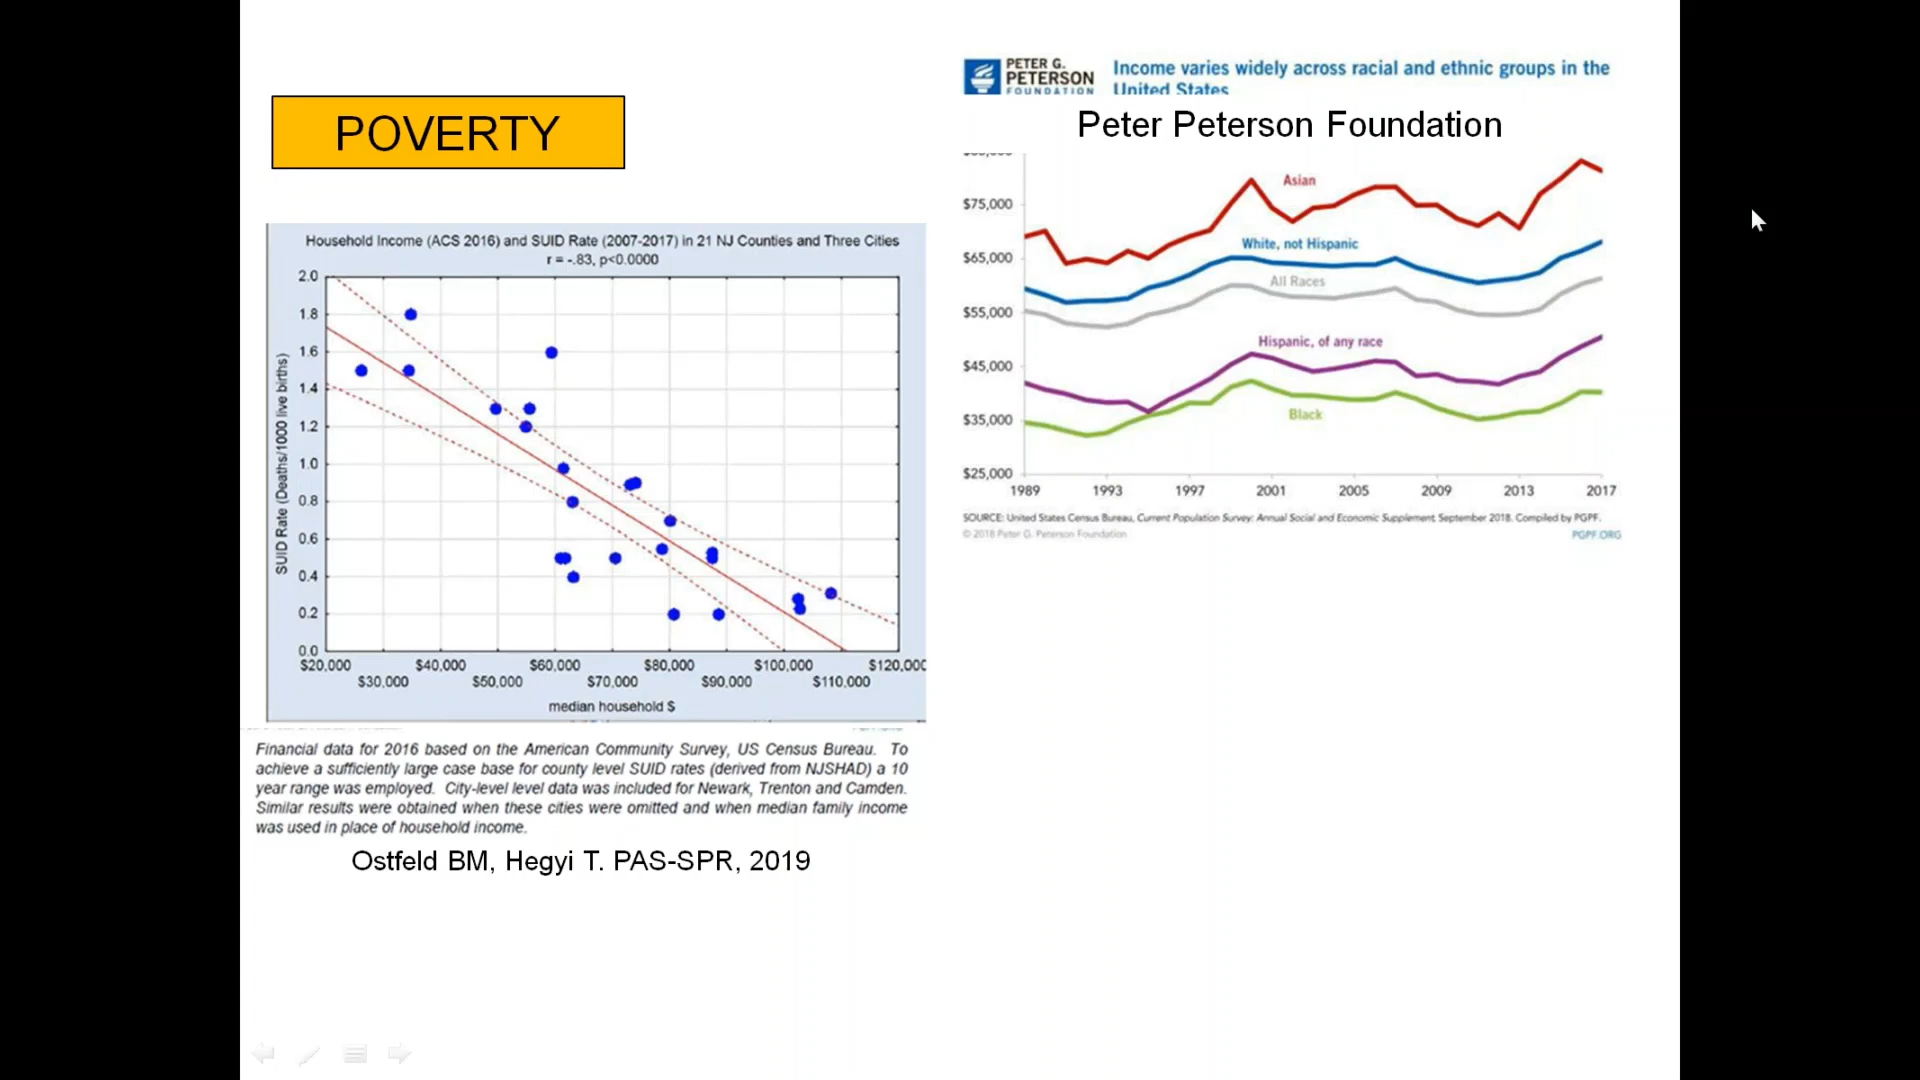 POVERTY
Household Income (ACS 2016) and SUID Rate (2007-2017) in 21 NJ Counties and Three Cities
r = -.83, p<0.0000
SUID Rate (Deaths/1000 live births)
2.0
1.8
1.6
1.4
1.2
1.0
0.8
0.6
0.4
0.2
0.0
$20,000 $40,000 $60,000 $80,000 $100,000 $120,000
$30,000 $50,000 $70,000 $90,000 $110,000
median household $
Financial data for 2016 based on the American Community Survey, US Census Bureau. To
achieve a sufficiently large case base for county level SUID rates (derived from NJSHAD) a 10
year range was employed. City-level level data was included for Newark, Trenton and Camden.
Similar results were obtained when these cities were omitted and when median family income
was used in place of household income.
Ostfeld BM, Hegyi T. PAS-SPR, 2019
PETER G.
PETERSON
FOUNDATION
Income varies widely across racial and ethnic groups in the
United States
Peter Peterson Foundation
$75,000
$65,000
$55,000
$45,000
$35,000
$25,000
Asian
White, not Hispanic
All Races
Hispanic, of any race
Black
1989 1993 1997 2001 2005 2009 2013 2017
SOURCE: United States Census Bureau, Current Population Survey: Annual Social and Economic Supplement, September 2018. Compiled by PGPF.
© 2018 Peter G. Peterson Foundation
PGPF.ORG